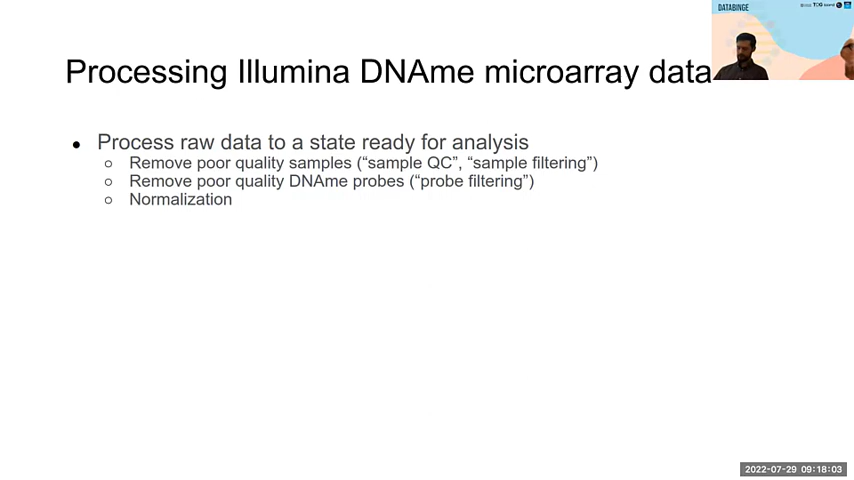 DATABINGE
Processing Illumina DNAme microarray data
● Process raw data to a state ready for analysis
○ Remove poor quality samples (“sample QC”, “sample filtering”)
○ Remove poor quality DNAme probes (“probe filtering”)
○ Normalization
2022-07-29 09:18:03